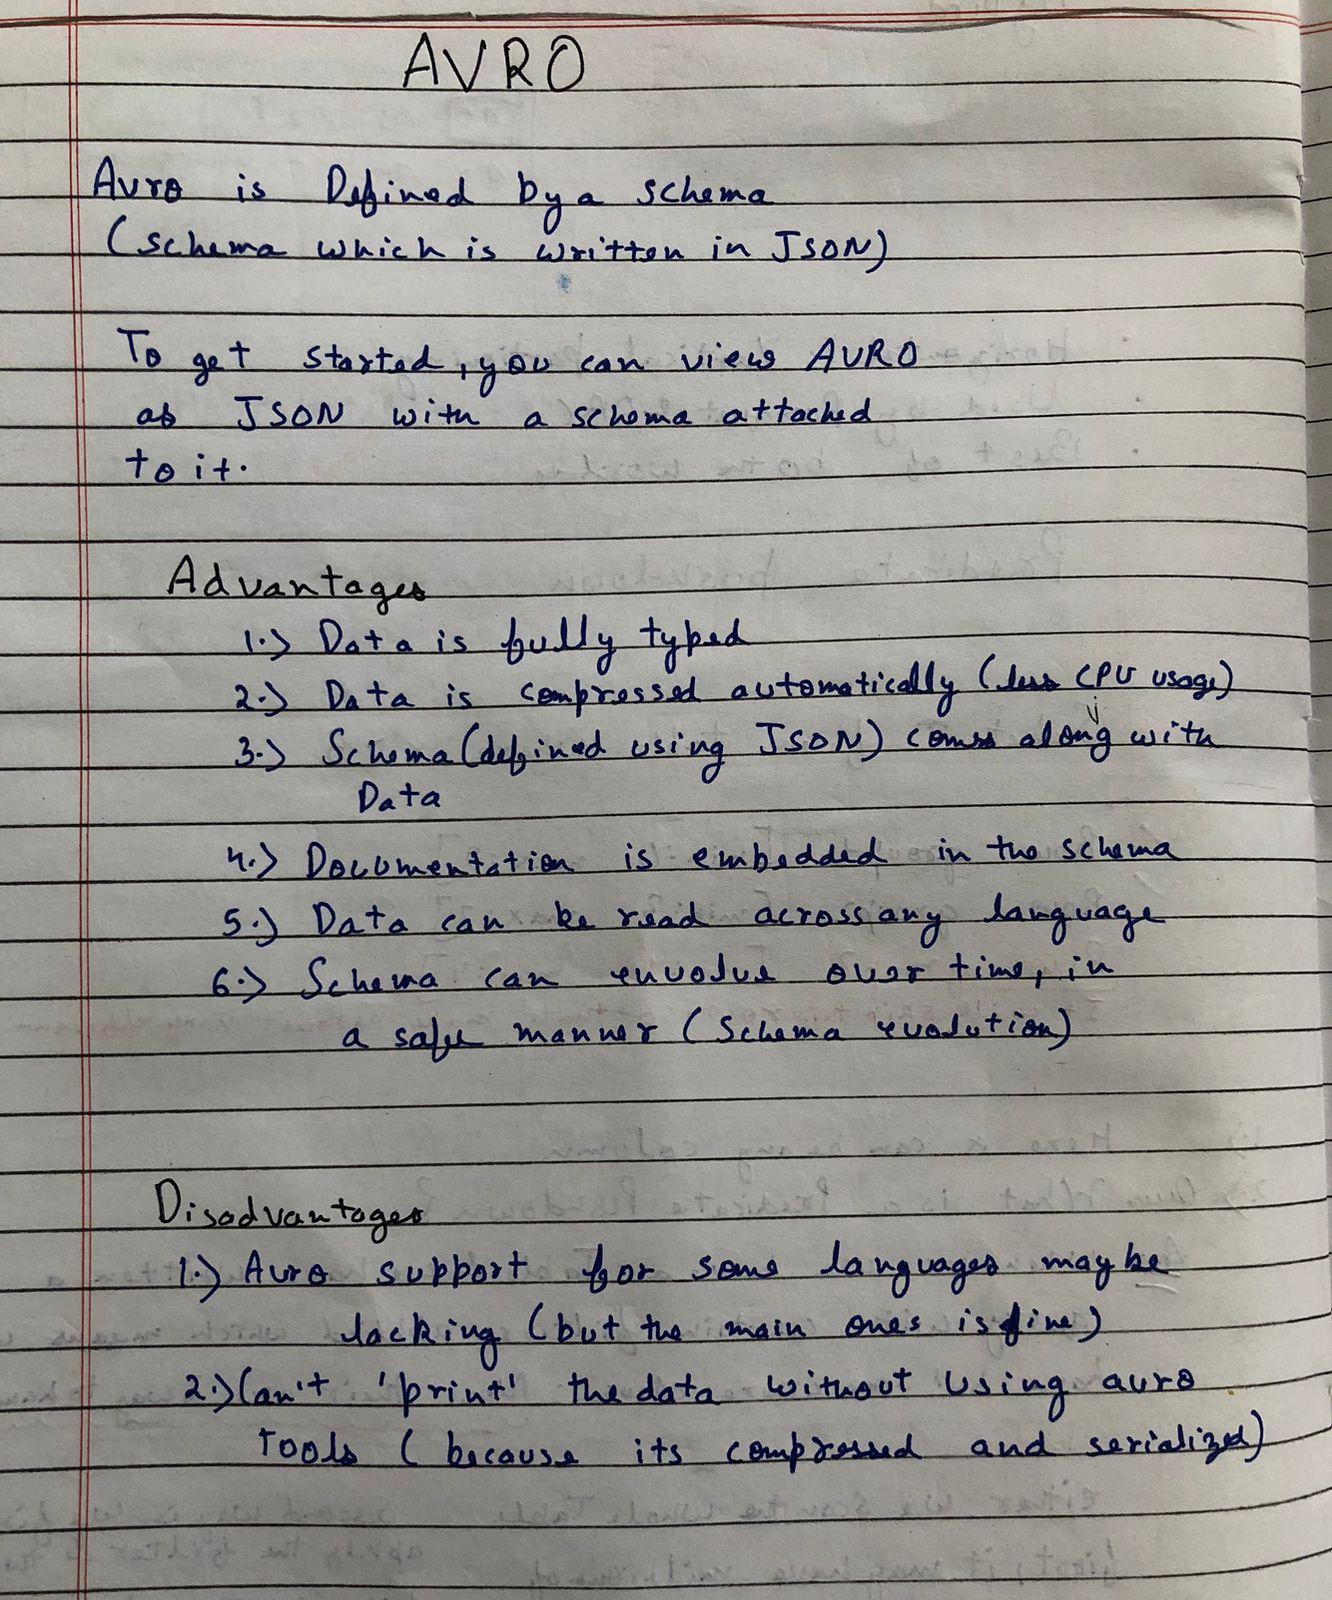 AVRO
Avro is Defined by a schema
(schema which is written in JSON)
To get started, you can view AVRO
as JSON with a schema attached
to it.
Advantages
1.) Data is fully typed
2.) Data is compressed automatically (less CPU usage)
3.) Schema (defined using JSON) comes along with
Data
4.) Documentation is embedded in the schema
5.) Data can be read across any language
6.) Schema can envolve over time, in
a safe manner (Schema evolution)
Disadvantages
1.) Avro support for some languages may be
lacking (but the main ones is fine)
2.) Can't 'print' the data without using avro
Tools (because its compressed and serialized)